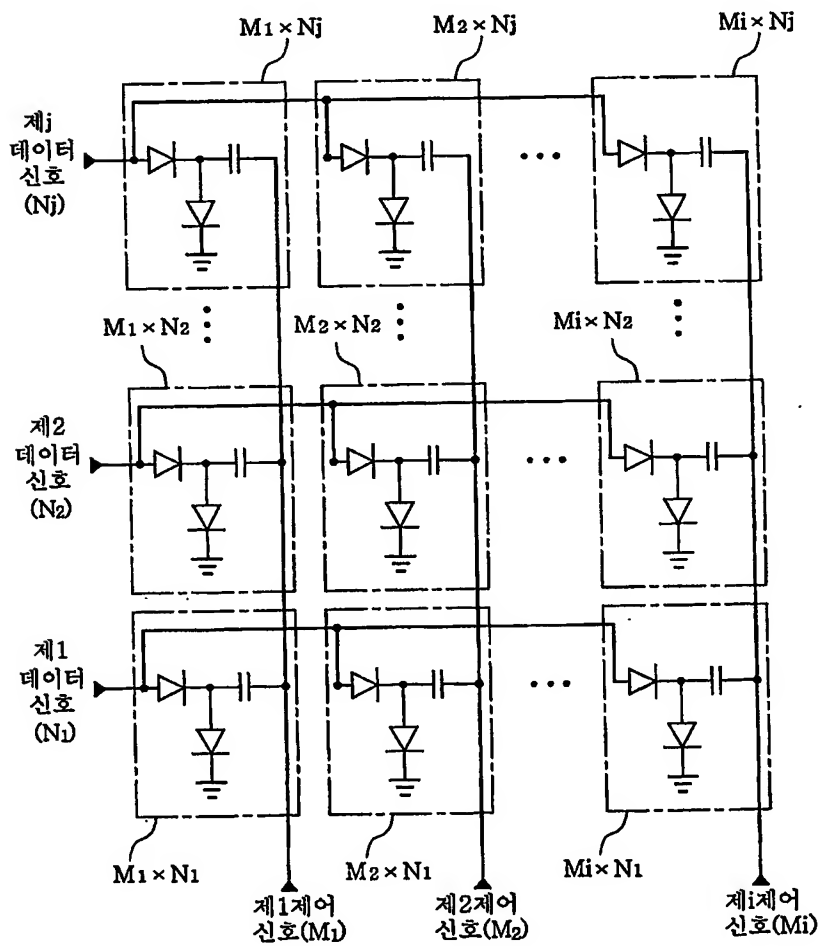 M1×Nj
M2×Nj
Mi×Nj
제j
데이터
신호
(Nj)
M1×N2
M2×N2
Mi×N2
제2
데이터
신호
(N2)
제1
데이터
신호
(N1)
M1×N1
M2×N1
Mi×N1
제1제어
신호(M1)
제2제어
신호(M2)
제i제어
신호(Mi)